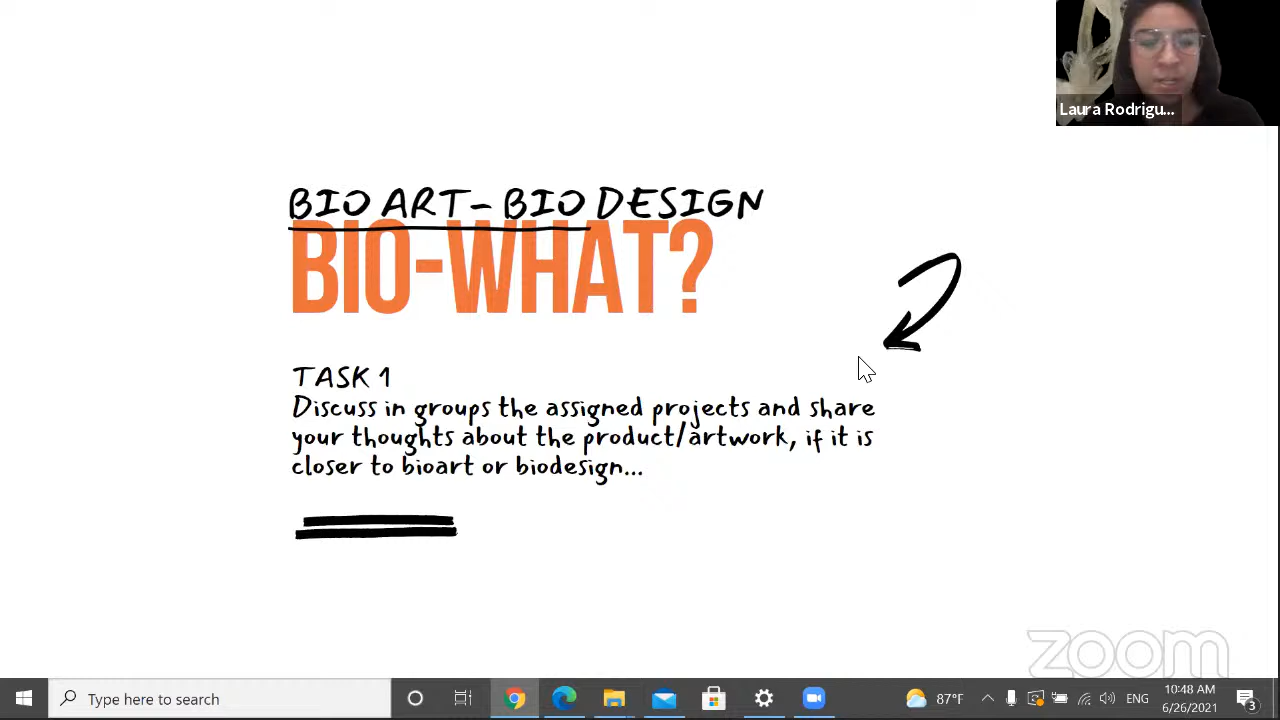 Laura Rodrigu...
BIO ART- BIO DESIGN
BIO-WHAT?
TASK 1
Discuss in groups the assigned projects and share
your thoughts about the product/artwork, if it is
closer to bioart or biodesign...
zoom
Type here to search
87°F
ENG
10:48 AM
6/26/2021
3